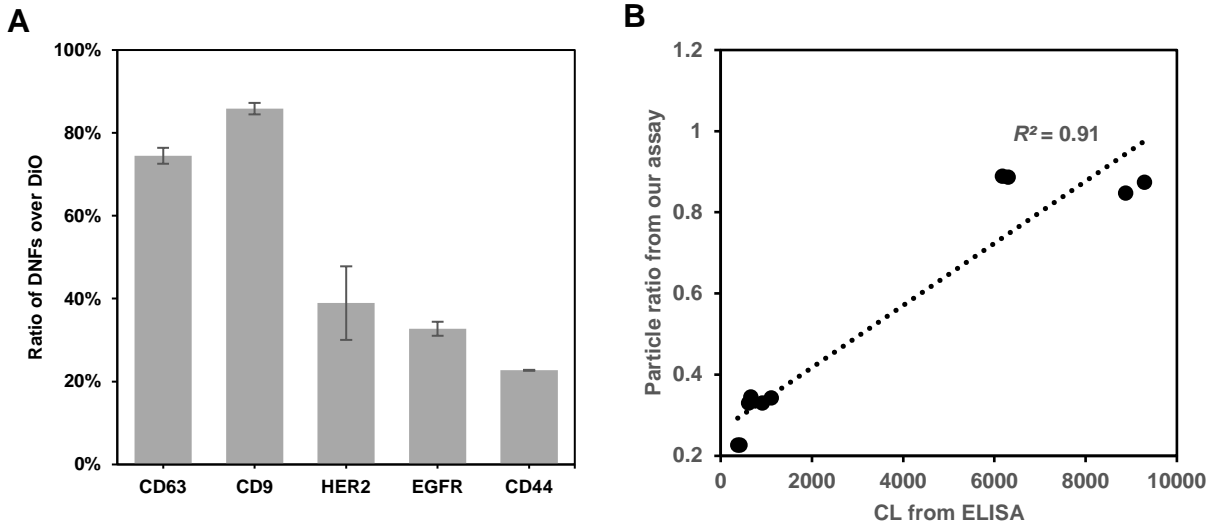 A
100%
80%
60%
40%
20%
0%
Ratio of DNFs over DiO
CD63 CD9 HER2 EGFR CD44
B
1.2
1
0.8
0.6
0.4
0.2
Particle ratio from our assay
R² = 0.91
0 2000 4000 6000 8000 10000
CL from ELISA